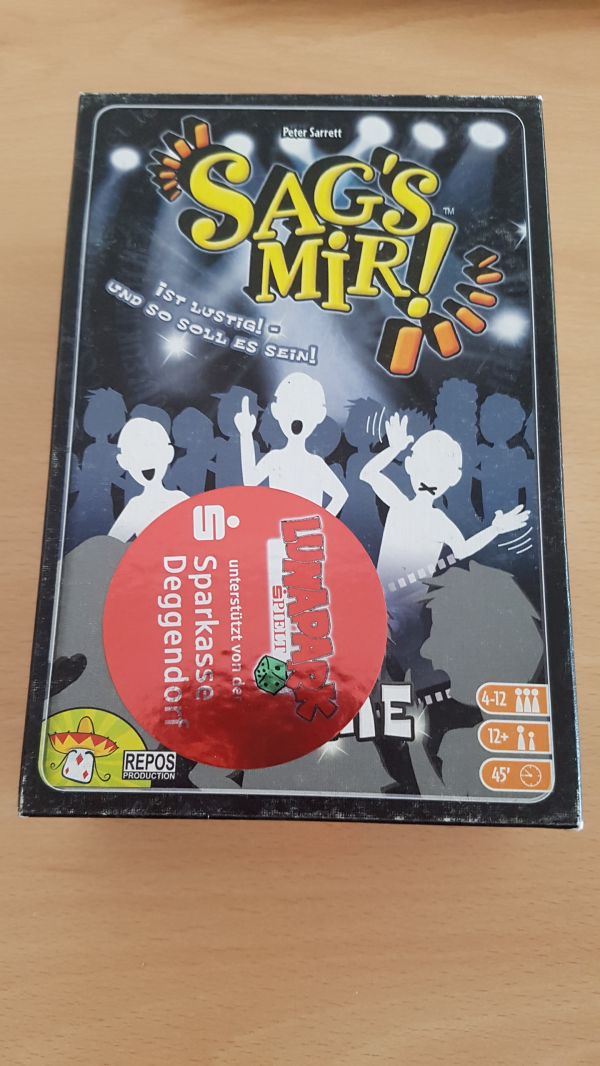 Peter Sarrett
SAG'S
MIR!
TM
IST LUSTIG! -
UND SO SOLL ES SEIN!
LUNAPARK
SPIELT
unterstützt von der
Sparkasse
Deggendorf
4-12
12+
45'
REPOS
PRODUCTION